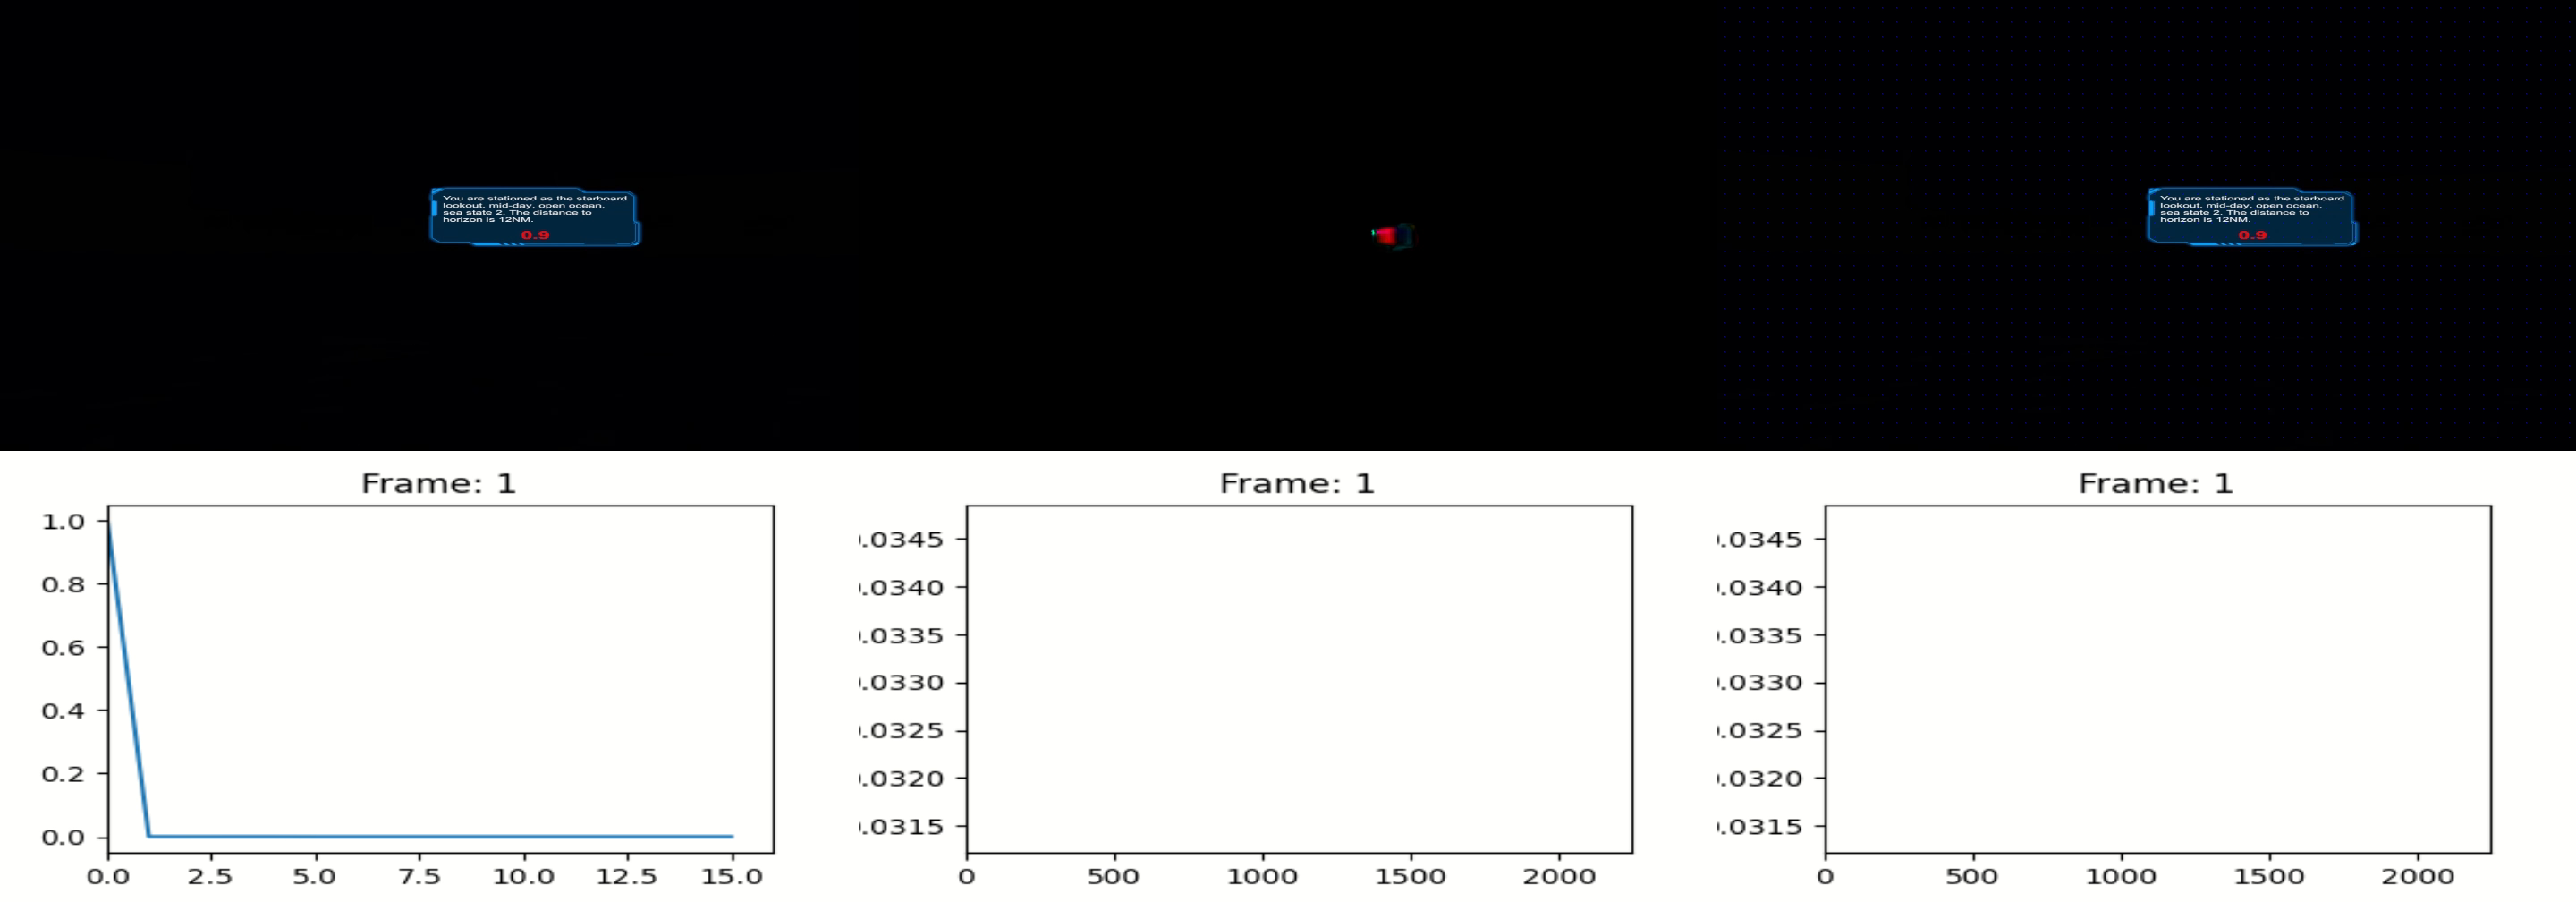 You are stationed as the starboard
lookout, mid-day, open ocean,
sea state 2. The distance to
horizon is 12NM.
0.9
You are stationed as the starboard
lookout, mid-day, open ocean,
sea state 2. The distance to
horizon is 12NM.
0.9
Frame: 1
1.0
0.8
0.6
0.4
0.2
0.0
0.0 2.5 5.0 7.5 10.0 12.5 15.0
Frame: 1
.0345
.0340
.0335
.0330
.0325
.0320
.0315
0 500 1000 1500 2000
Frame: 1
.0345
.0340
.0335
.0330
.0325
.0320
.0315
0 500 1000 1500 2000